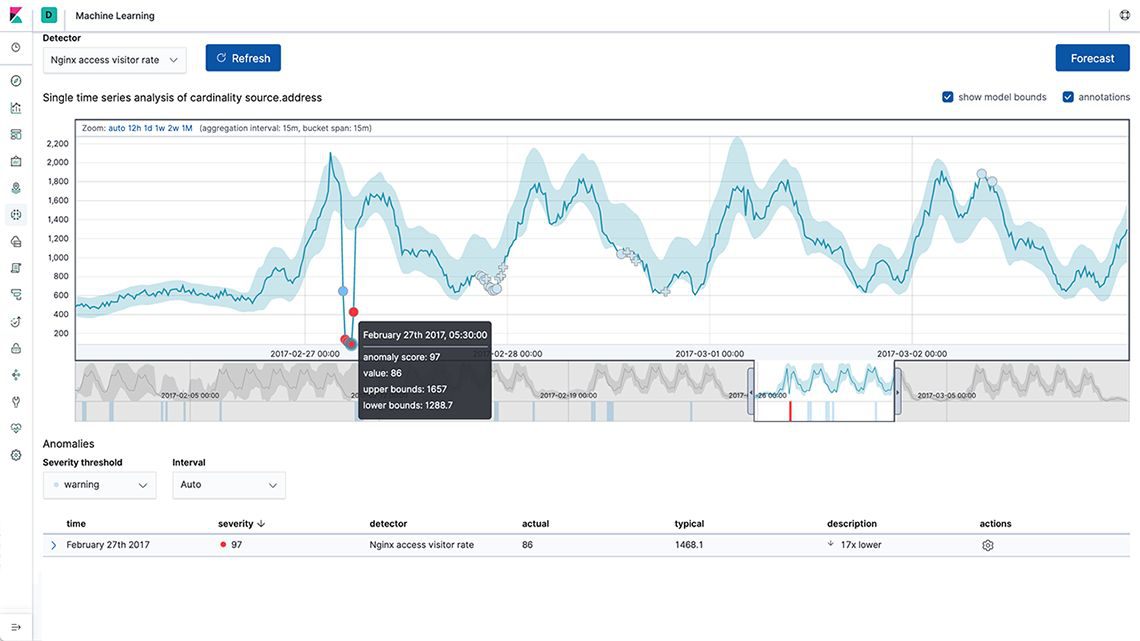 D
Machine Learning
Detector
Nginx access visitor rate
Refresh
Forecast
Single time series analysis of cardinality source.address
show model bounds
annotations
Zoom: auto 12h 1d 1w 2w 1M (aggregation interval: 15m, bucket span: 15m)
2,200
2,000
1,800
1,600
1,400
1,200
1,000
800
600
400
200
February 27th 2017, 05:30:00
anomaly score: 97
value: 86
upper bounds: 1657
lower bounds: 1288.7
2017-02-27 00:00
2017-02-28 00:00
2017-03-01 00:00
2017-03-02 00:00
2017-02-05 00:00
2017-02-19 00:00
2017-02-26 00:00
2017-03-05 00:00
Anomalies
Severity threshold
Interval
warning
Auto
time severity detector actual typical description actions
February 27th 2017 97 Nginx access visitor rate 86 1468.1 17x lower